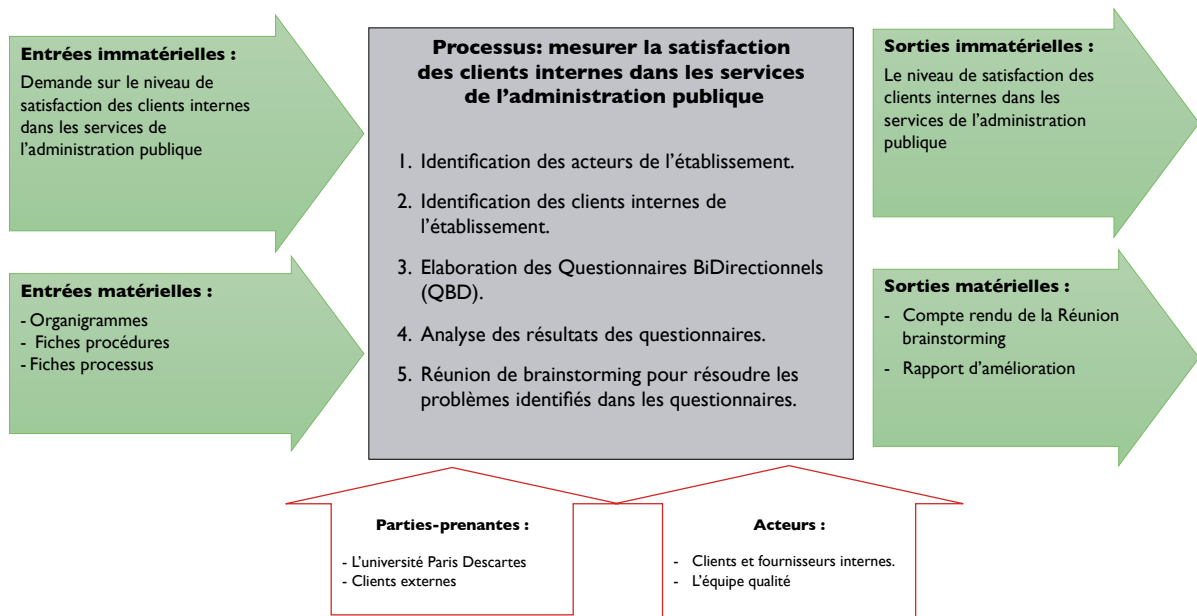 Entrées immatérielles :
Demande sur le niveau de
satisfaction des clients internes
dans les services de
l’administration publique
Entrées matérielles :
- Organigrammes
- Fiches procédures
- Fiches processus
Processus: mesurer la satisfaction
des clients internes dans les services
de l’administration publique
1. Identification des acteurs de l’établissement.
2. Identification des clients internes de
l’établissement.
3. Elaboration des Questionnaires BiDirectionnels
(QBD).
4. Analyse des résultats des questionnaires.
5. Réunion de brainstorming pour résoudre les
problèmes identifiés dans les questionnaires.
Sorties immatérielles :
Le niveau de satisfaction des
clients internes dans les
services de l’administration
publique
Sorties matérielles :
- Compte rendu de la Réunion
brainstorming
- Rapport d’amélioration
Parties-prenantes :
- L’université Paris Descartes
- Clients externes
Acteurs :
- Clients et fournisseurs internes.
- L’équipe qualité